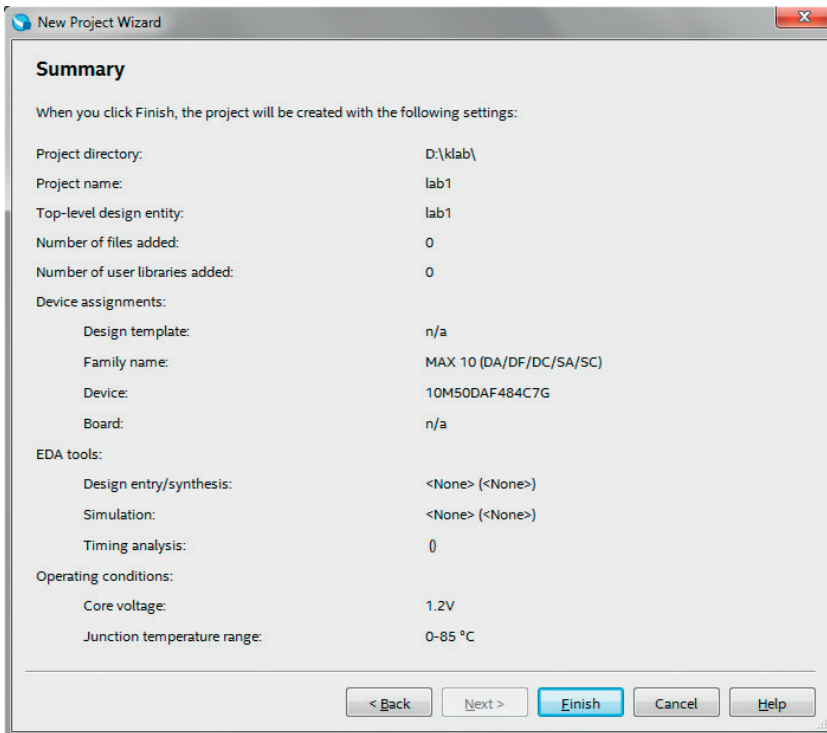 New Project Wizard
Summary
When you click Finish, the project will be created with the following settings:
Project directory: D:\klab\
Project name: lab1
Top-level design entity: lab1
Number of files added: 0
Number of user libraries added: 0
Device assignments:
Design template: n/a
Family name: MAX 10 (DA/DF/DC/SA/SC)
Device: 10M50DAF484C7G
Board: n/a
EDA tools:
Design entry/synthesis: <None> (<None>)
Simulation: <None> (<None>)
Timing analysis: ()
Operating conditions:
Core voltage: 1.2V
Junction temperature range: 0-85 °C
< Back Next > Finish Cancel Help